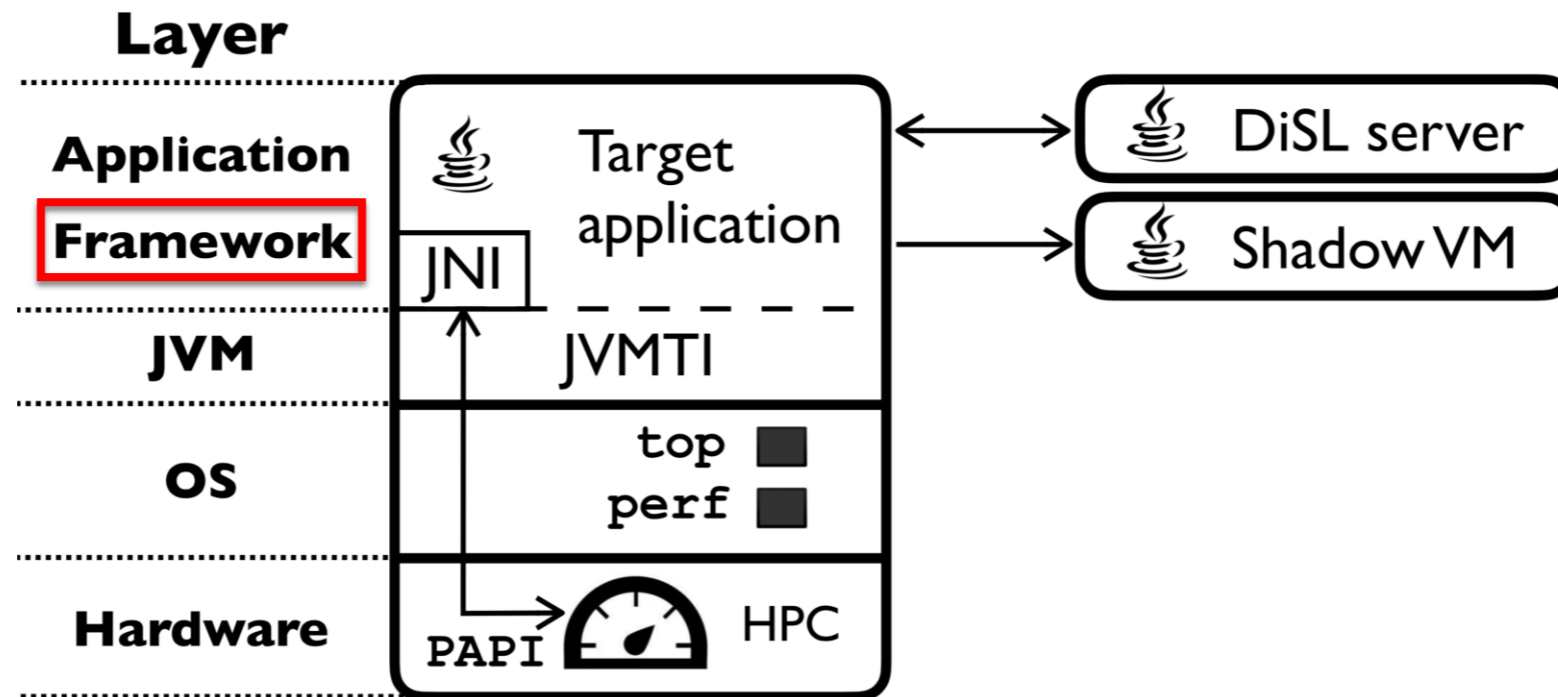 Layer
Application
Framework
JVM
OS
Hardware
Target
application
JNI
JVMTI
top
perf
PAPI
HPC
DiSL server
Shadow VM